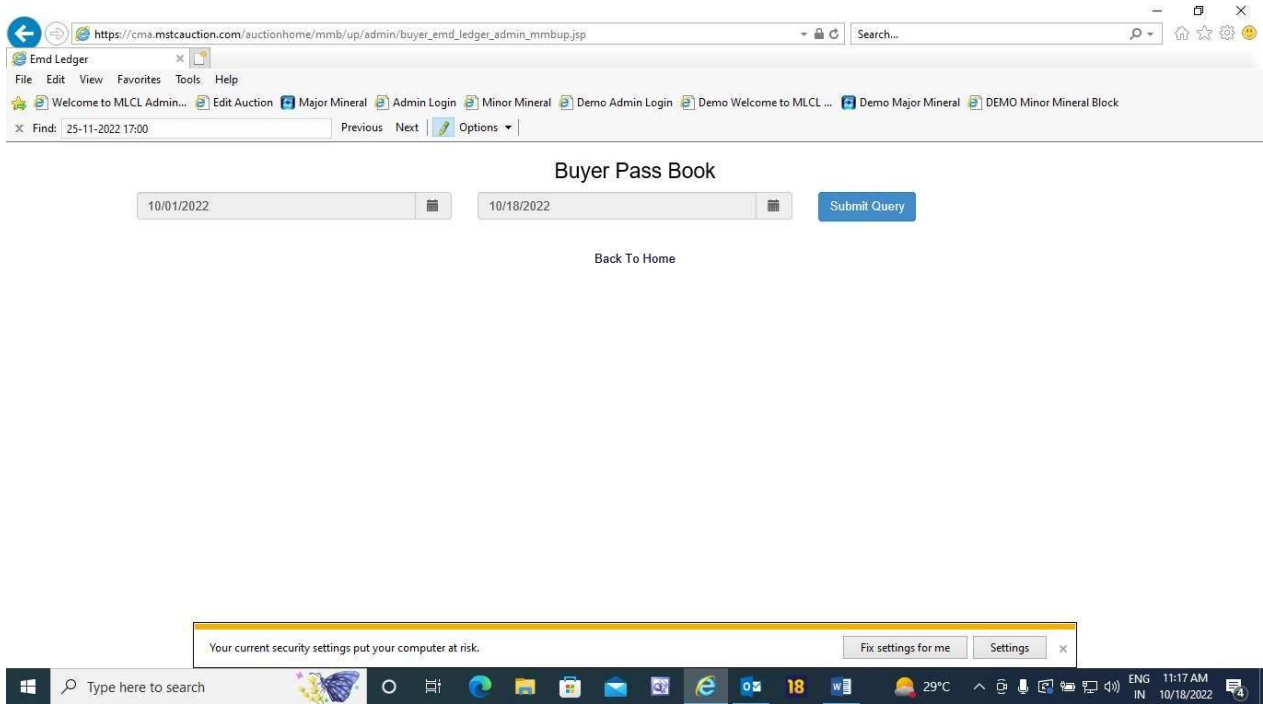 https://cma.mstcauction.com/auctionhome/mmb/up/admin/buyer_emd_ledger_admin_mmbup.jsp Search...
Emd Ledger
File Edit View Favorites Tools Help
Welcome to MLCL Admin... Edit Auction Major Mineral Admin Login Minor Mineral Demo Admin Login Demo Welcome to MLCL ... Demo Major Mineral DEMO Minor Mineral Block
x Find: 25-11-2022 17:00 Previous Next Options
Buyer Pass Book
10/01/2022 10/18/2022 Submit Query
Back To Home
Your current security settings put your computer at risk. Fix settings for me Settings x
Type here to search 18 29°C ENG 11:17 AM
IN 10/18/2022 4